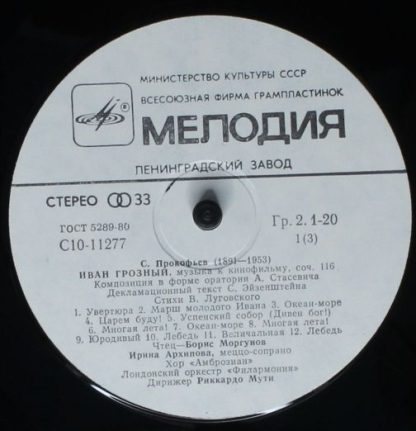 МИНИСТЕРСТВО КУЛЬТУРЫ СССР
ВСЕСОЮЗНАЯ ФИРМА ГРАМПЛАСТИНОК
МЕЛОДИЯ
ЛЕНИНГРАДСКИЙ ЗАВОД
СТЕРЕО 33
ГОСТ 5289-80
Гр. 2. 1-20
С10-11277
1(3)
С. Прокофьев (1891—1953)
ИВАН ГРОЗНЫЙ, музыка к кинофильму, соч. 116
Композиция в форме оратории А. Стасевича
Декламационный текст С. Эйзенштейна
Стихи В. Луговского
1. Увертюра 2. Марш молодого Ивана 3. Океан-море
4. Царем буду! 5. Успенский собор (Дивен бог!)
6. Многая лета! 7. Океан-море 8. Многая лета!
9. Юродивый 10. Лебедь 11. Величальная 12. Лебедь
Чтец—Борис Моргунов
Ирина Архипова, меццо-сопрано
Хор «Амброзиан»
Лондонский оркестр «Филармония»
Дирижер Риккардо Мути